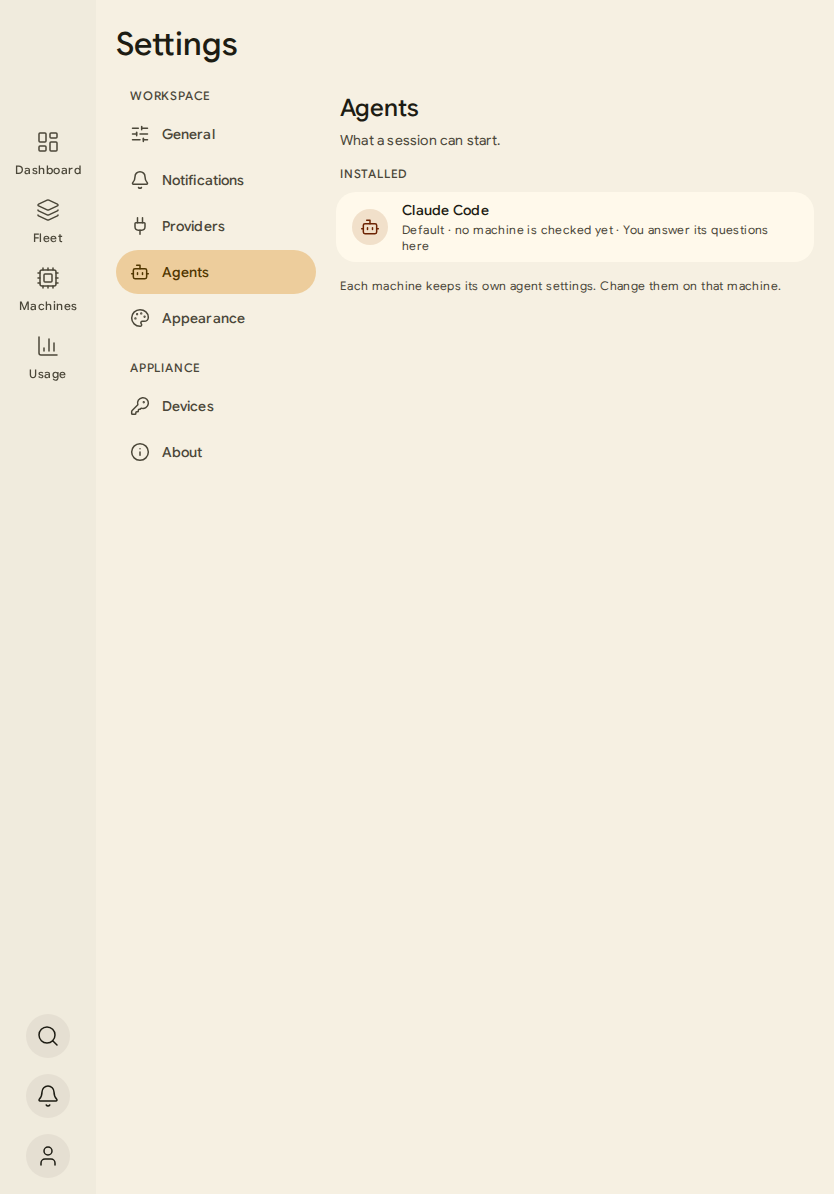 Settings
WORKSPACE
General
Notifications
Providers
Agents
Appearance
APPLIANCE
Devices
About
Dashboard
Fleet
Machines
Usage
Agents
What a session can start.
INSTALLED
Claude Code
Default · no machine is checked yet · You answer its questions
here
Each machine keeps its own agent settings. Change them on that machine.